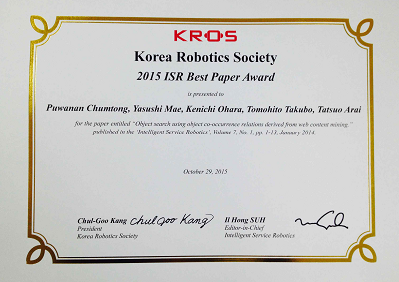 KROS
Korea Robotics Society
2015 ISR Best Paper Award
is presented to
Puwanan Chumtong, Yasushi Mae, Kenichi Ohara, Tomohito Takubo, Tatsuo Arai
for the paper entitled "Object search using object co-occurrence relations derived from web content mining."
published in the 'Intelligent Service Robotics', Volume 7, No. 1, pp. 1-13, January 2014.
October 29, 2015
Chul-Goo Kang Chul Goo Kang
President
Korea Robotics Society
Il Hong SUH
Editor-in-Chief
Intelligent Service Robotics